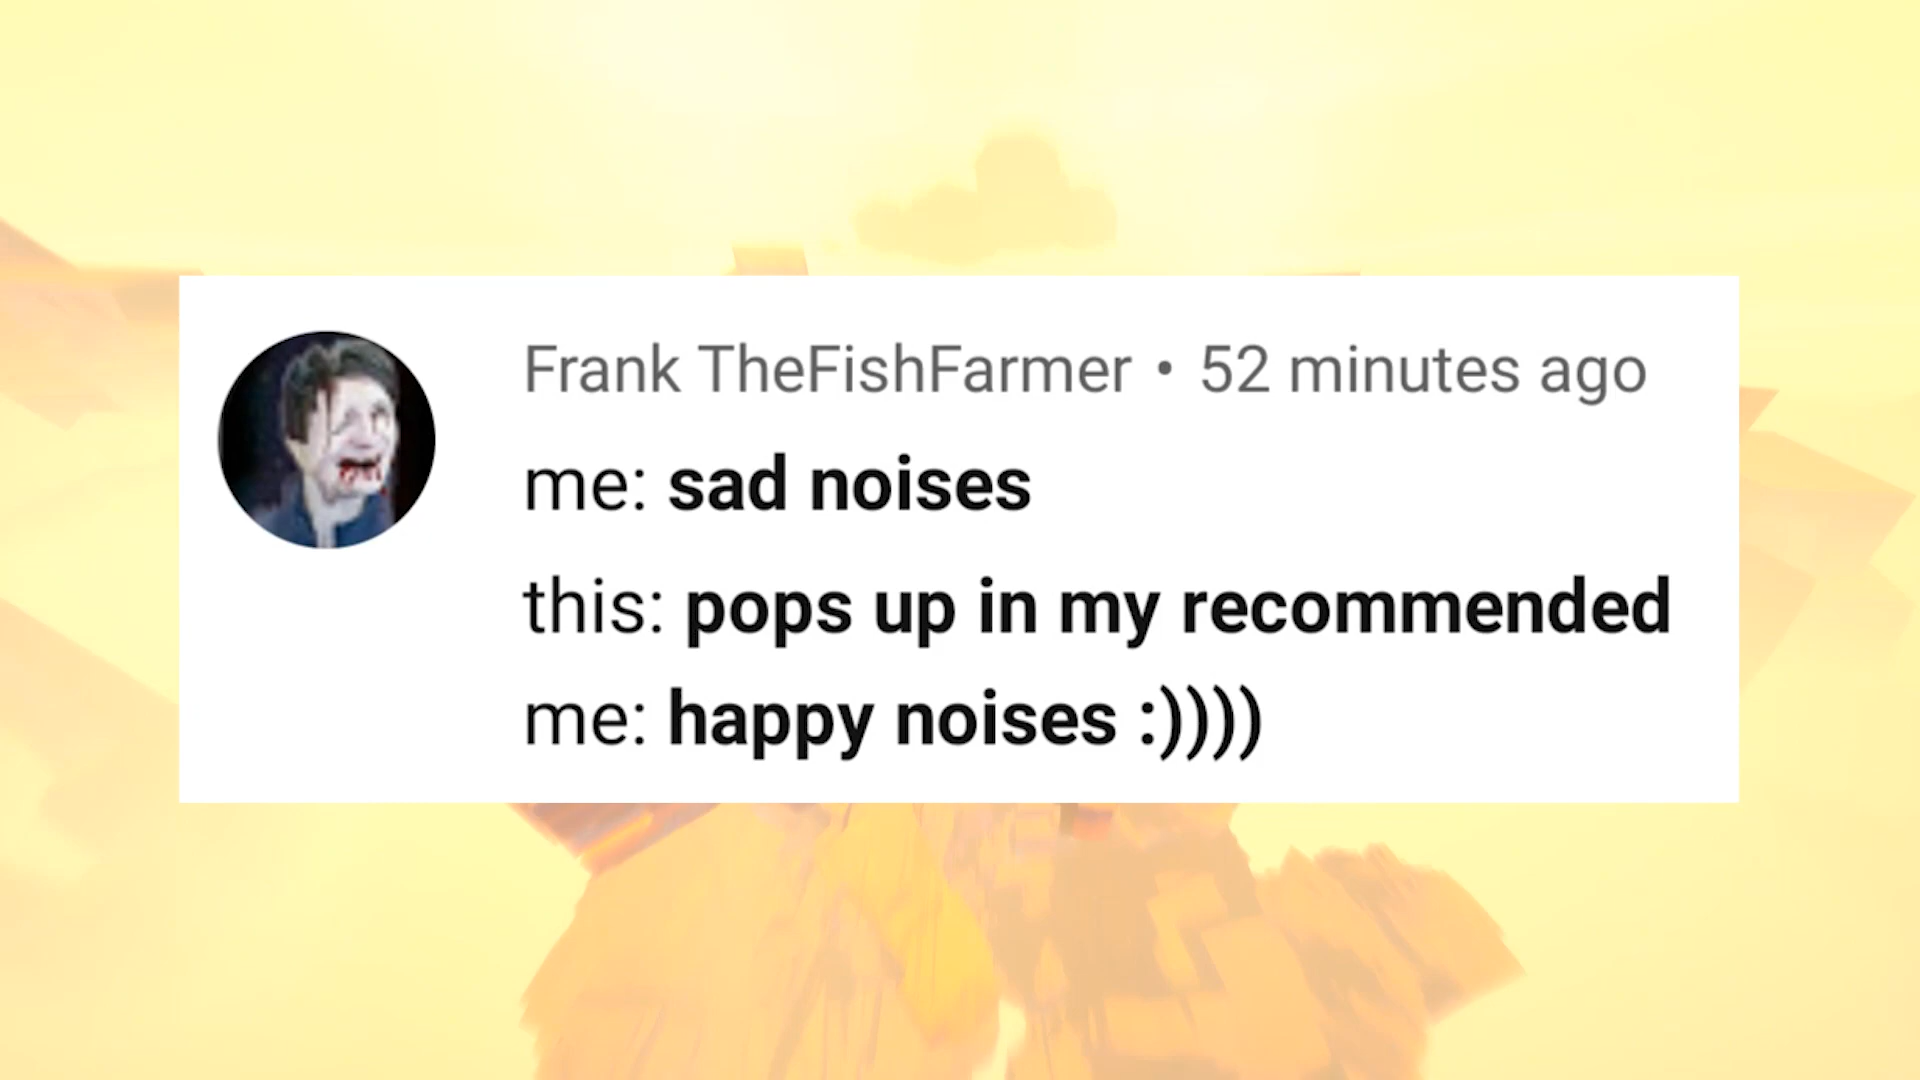 Frank TheFishFarmer • 52 minutes ago
me: sad noises
this: pops up in my recommended
me: happy noises :))))